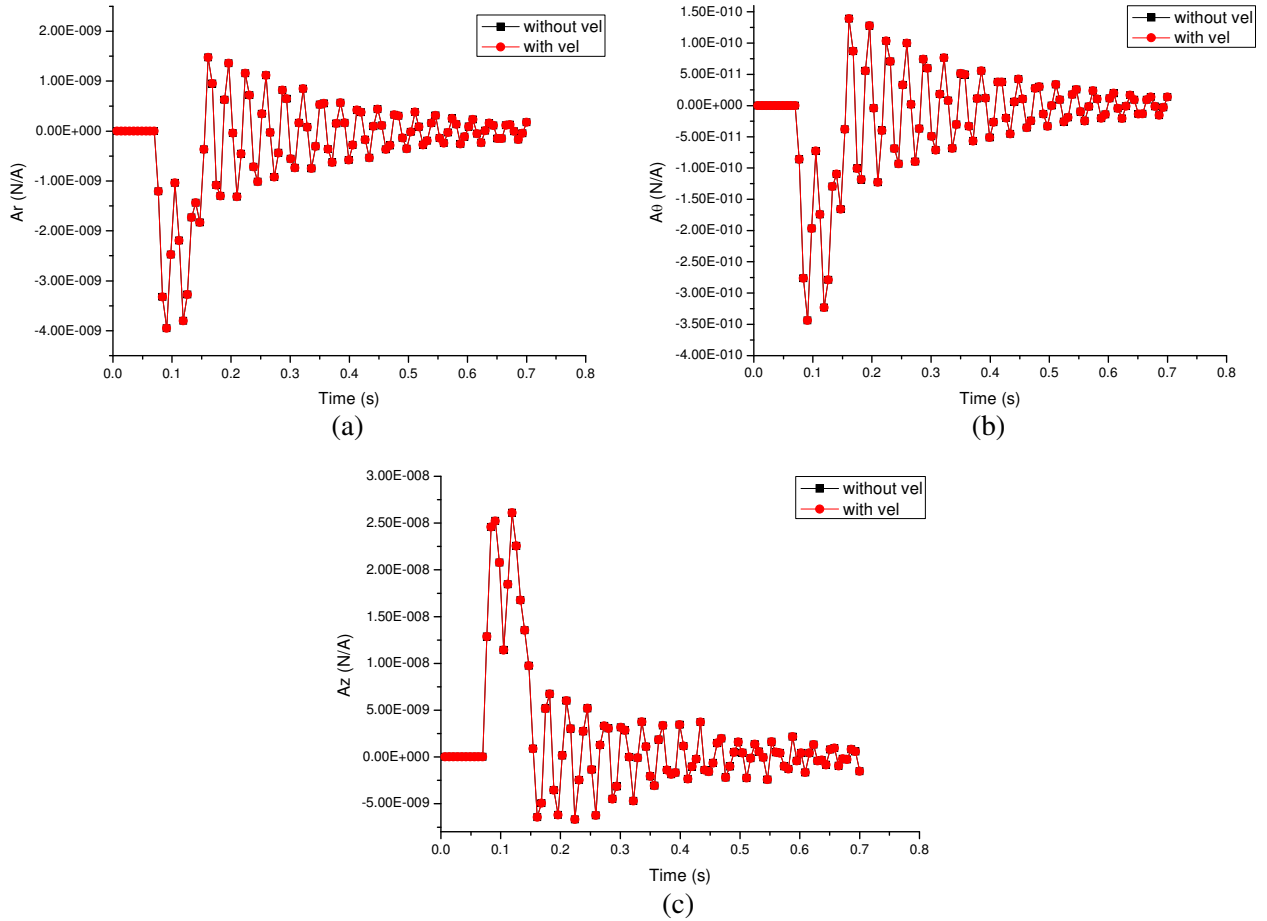 2.00E-009
1.00E-009
0.00E+000
-1.00E-009
-2.00E-009
-3.00E-009
-4.00E-009
Ar (N/A)
0.0 0.1 0.2 0.3 0.4 0.5 0.6 0.7 0.8
Time (s)
without vel
with vel
(a)
1.50E-010
1.00E-010
5.00E-011
0.00E+000
-5.00E-011
-1.00E-010
-1.50E-010
-2.00E-010
-2.50E-010
-3.00E-010
-3.50E-010
-4.00E-010
Aθ (N/A)
0.0 0.1 0.2 0.3 0.4 0.5 0.6 0.7 0.8
Time (s)
without vel
with vel
(b)
3.00E-008
2.50E-008
2.00E-008
1.50E-008
1.00E-008
5.00E-009
0.00E+000
-5.00E-009
Az (N/A)
0.0 0.1 0.2 0.3 0.4 0.5 0.6 0.7 0.8
Time (s)
without vel
with vel
(c)